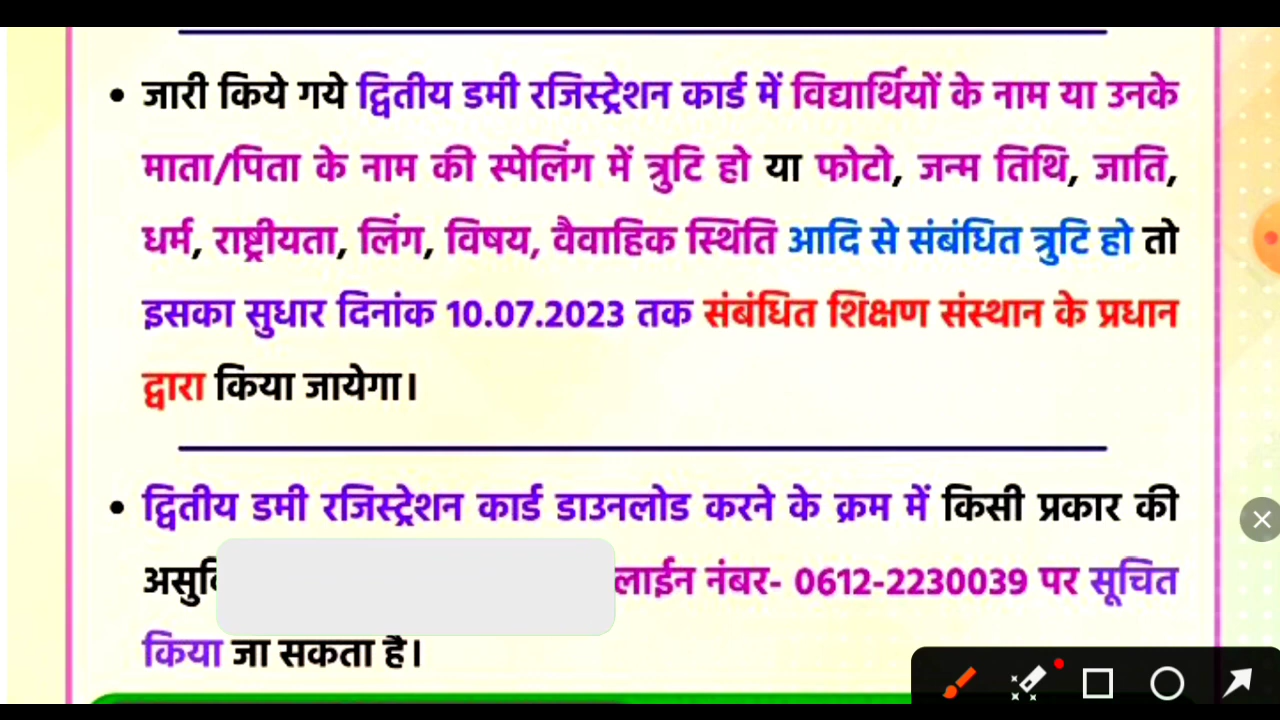 • जारी किये गये द्वितीय डमी रजिस्ट्रेशन कार्ड में विद्यार्थियों के नाम या उनके
माता/पिता के नाम की स्पेलिंग में त्रुटि हो या फोटो, जन्म तिथि, जाति,
धर्म, राष्ट्रीयता, लिंग, विषय, वैवाहिक स्थिति आदि से संबंधित त्रुटि हो तो
इसका सुधार दिनांक 10.07.2023 तक संबंधित शिक्षण संस्थान के प्रधान
द्वारा किया जायेगा।
• द्वितीय डमी रजिस्ट्रेशन कार्ड डाउनलोड करने के क्रम में किसी प्रकार की
लाईन नंबर- 0612-2230039 पर सूचित
किया जा सकता है।